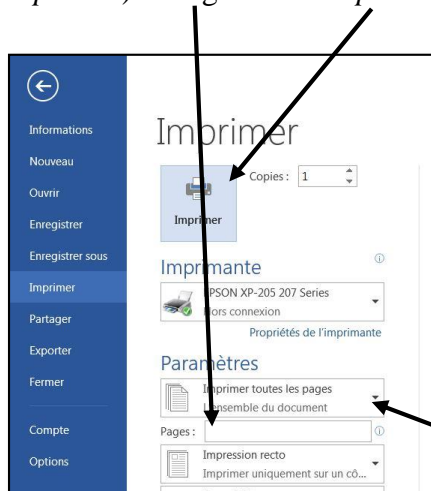 Informations
Nouveau
Ouvrir
Enregistrer
Enregistrer sous
Imprimer
Partager
Exporter
Fermer
Compte
Options
Imprimer
Copies : 1
Imprimer
Imprimante
EPSON XP-205 207 Series
Hors connexion
Propriétés de l'imprimante
Paramètres
Imprimer toutes les pages
L'ensemble du document
Pages :
Impression recto
Imprimer uniquement sur un cô...